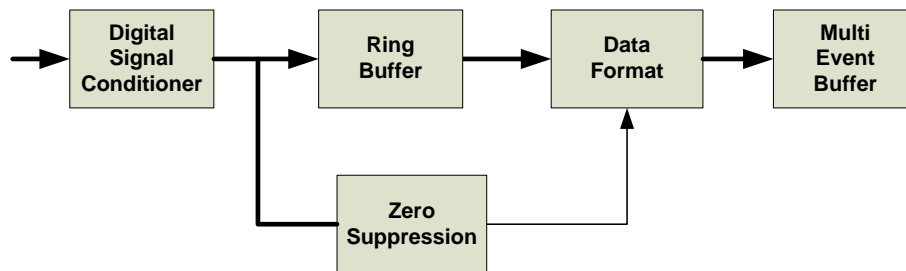 Digital
Signal
Conditioner
Ring
Buffer
Data
Format
Multi
Event
Buffer
Zero
Suppression